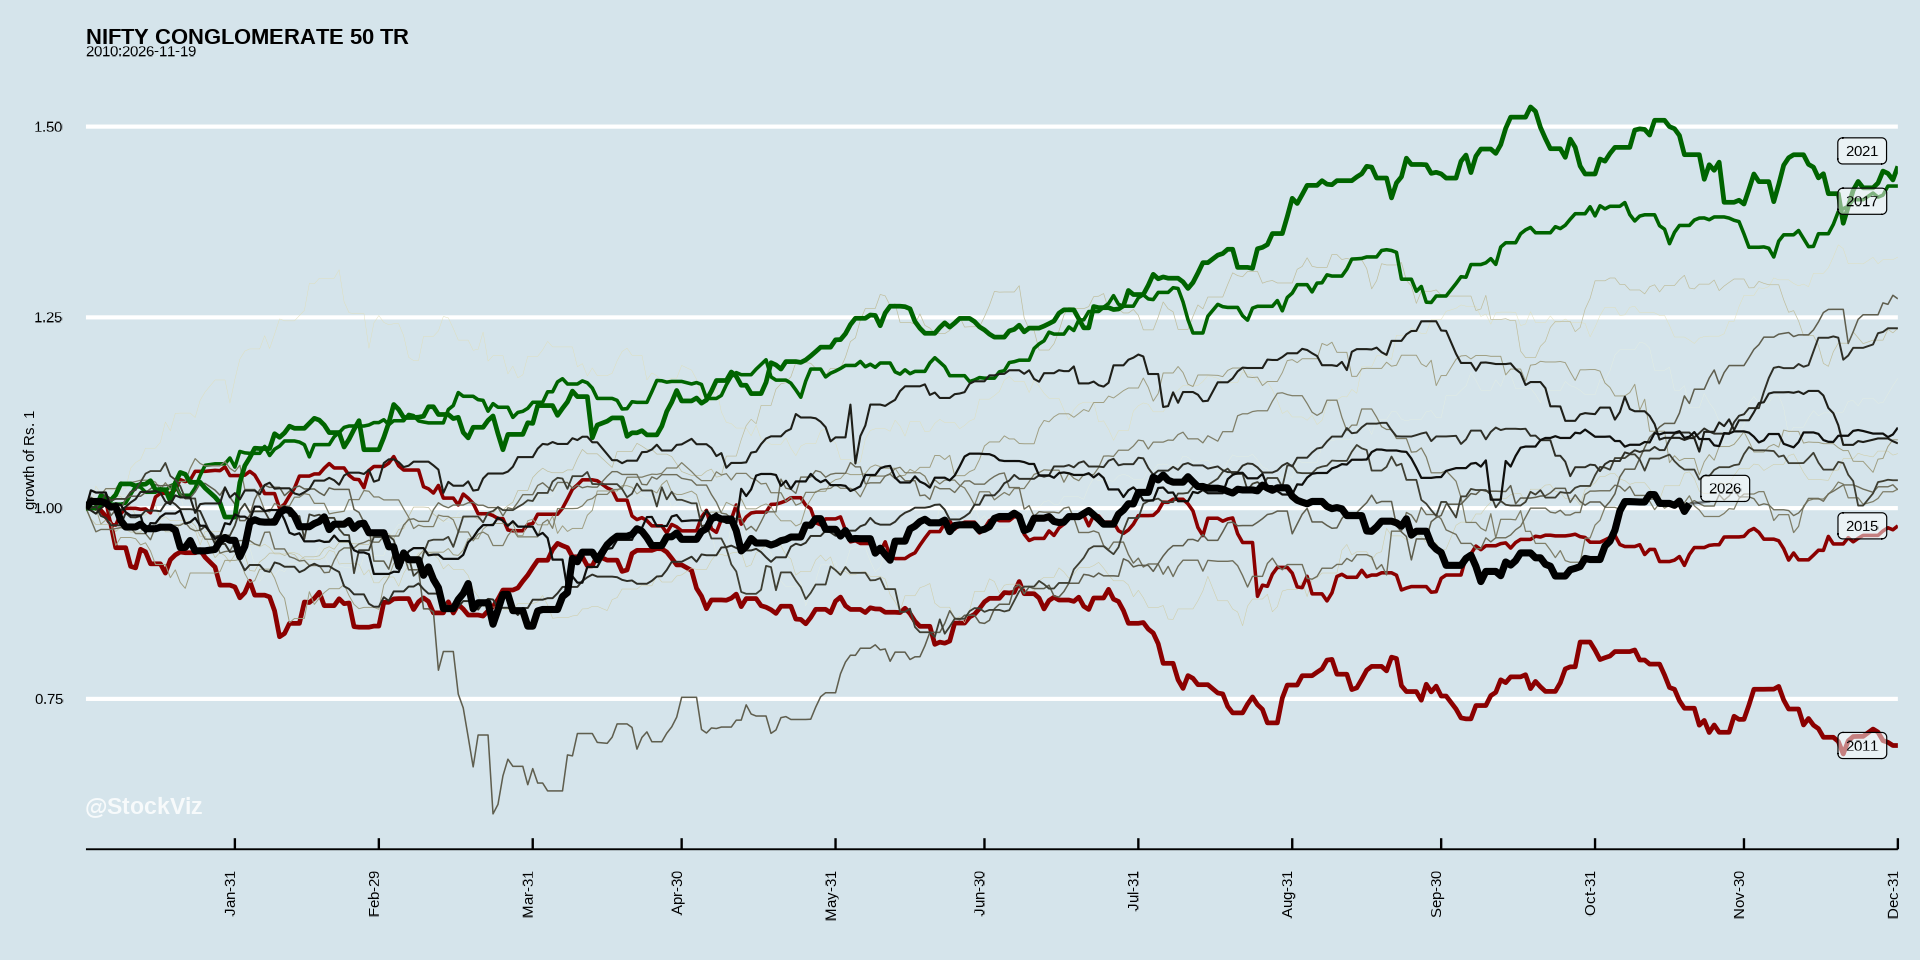 NIFTY CONGLOMERATE 50 TR
2010:2026-11-19
growth of Rs. 1
1.50
1.25
1.00
0.75
2021
2017
2026
2015
2011
@StockViz
Jan-31
Feb-29
Mar-31
Apr-30
May-31
Jun-30
Jul-31
Aug-31
Sep-30
Oct-31
Nov-30
Dec-31